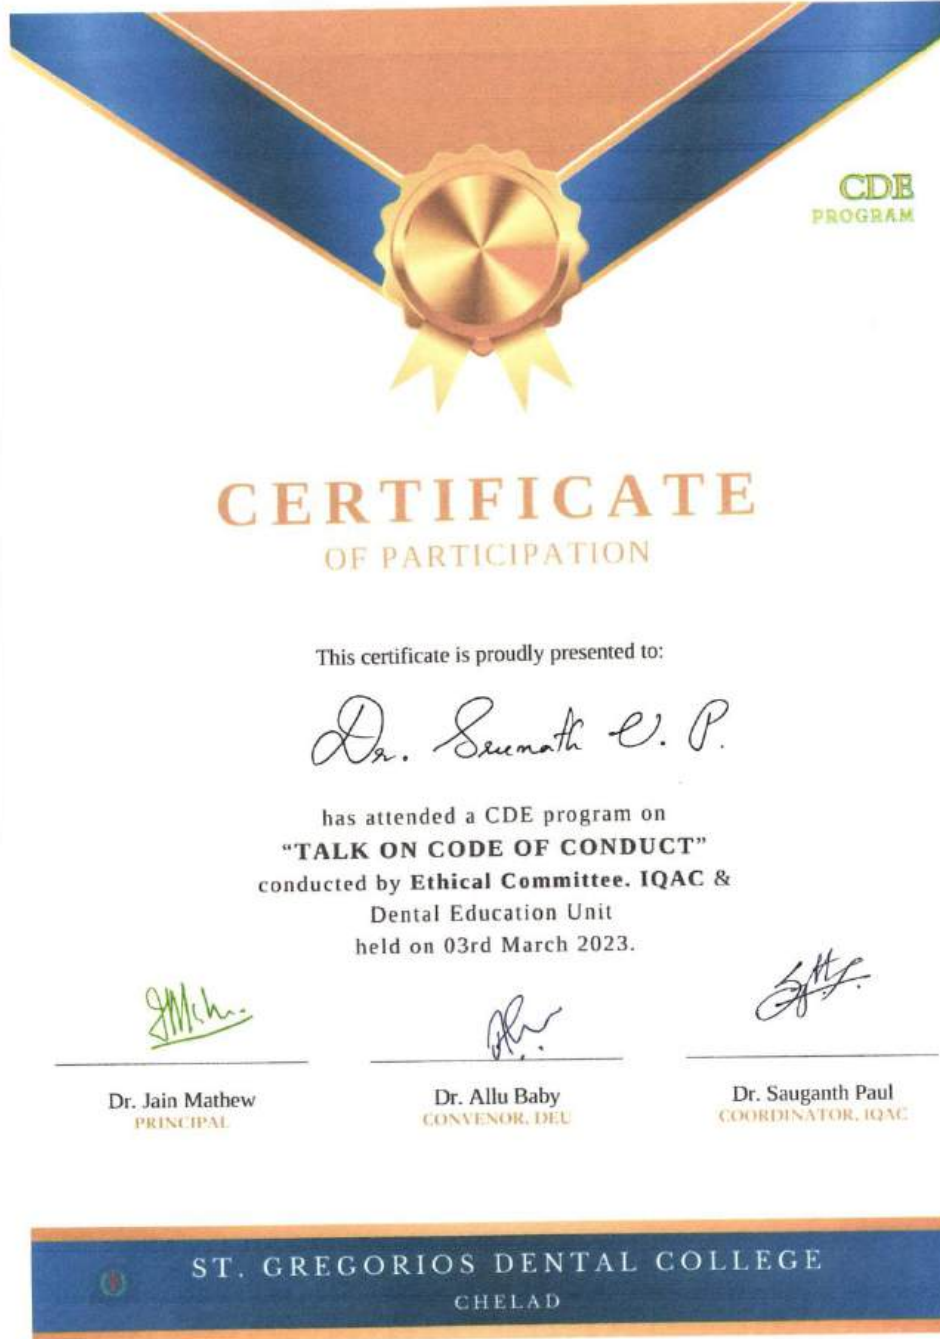 CDE
PROGRAM
CERTIFICATE
OF PARTICIPATION
This certificate is proudly presented to:
Dr. Sreenath V. P.
has attended a CDE program on
“TALK ON CODE OF CONDUCT”
conducted by Ethical Committee. IQAC &
Dental Education Unit
held on 03rd March 2023.
Dr. Jain Mathew
PRINCIPAL
Dr. Allu Baby
CONVENOR, DEU
Dr. Sauganth Paul
COORDINATOR, IQAC
ST. GREGORIOS DENTAL COLLEGE
CHELAD